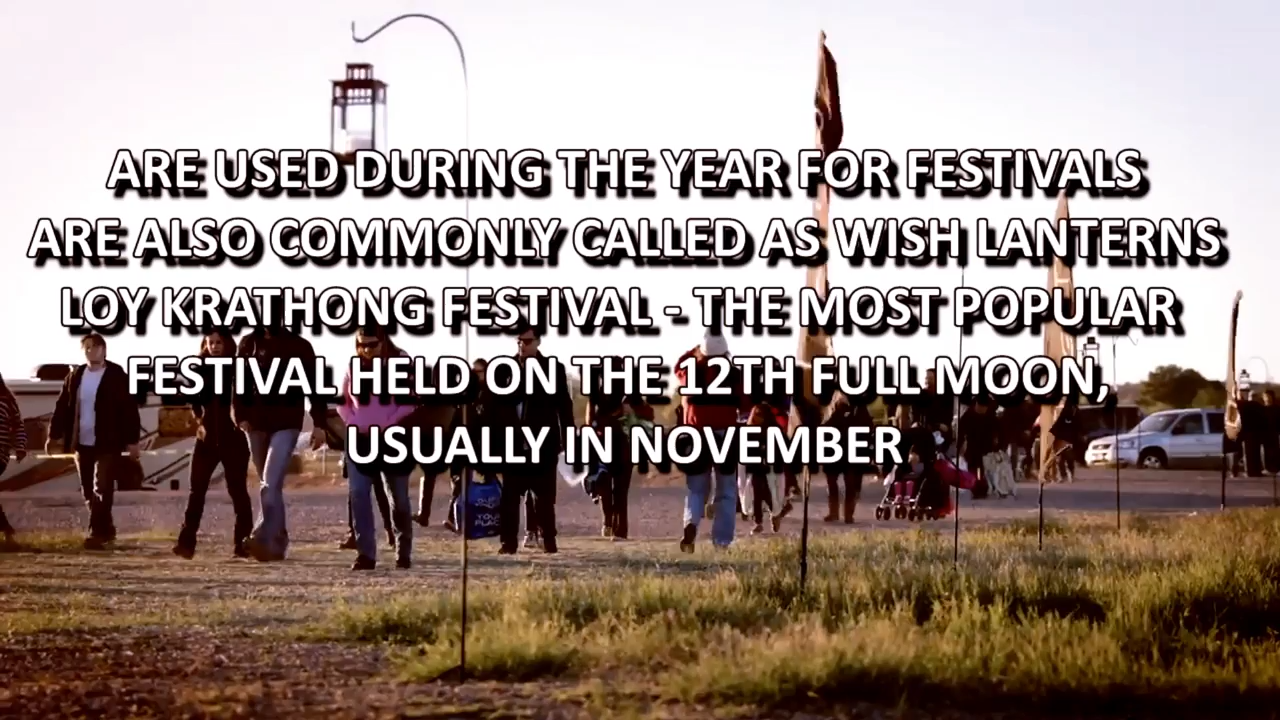 ARE USED DURING THE YEAR FOR FESTIVALS
ARE ALSO COMMONLY CALLED AS WISH LANTERNS
LOY KRATHONG FESTIVAL - THE MOST POPULAR
FESTIVAL HELD ON THE 12TH FULL MOON,
USUALLY IN NOVEMBER